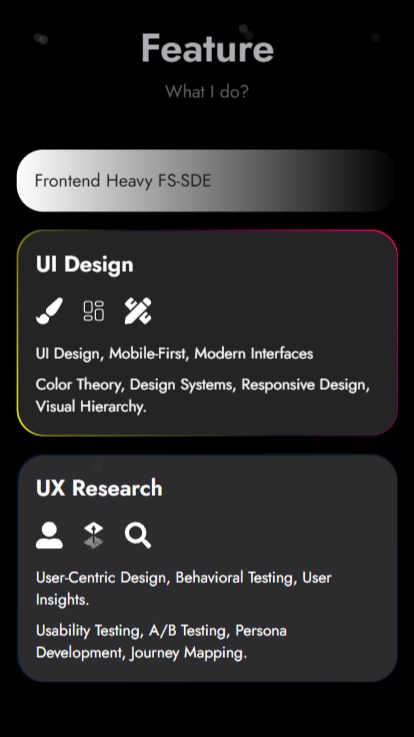 Feature
What I do?
Frontend Heavy FS-SDE
UI Design
UI Design, Mobile-First, Modern Interfaces
Color Theory, Design Systems, Responsive Design,
Visual Hierarchy.
UX Research
User-Centric Design, Behavioral Testing, User
Insights.
Usability Testing, A/B Testing, Persona
Development, Journey Mapping.